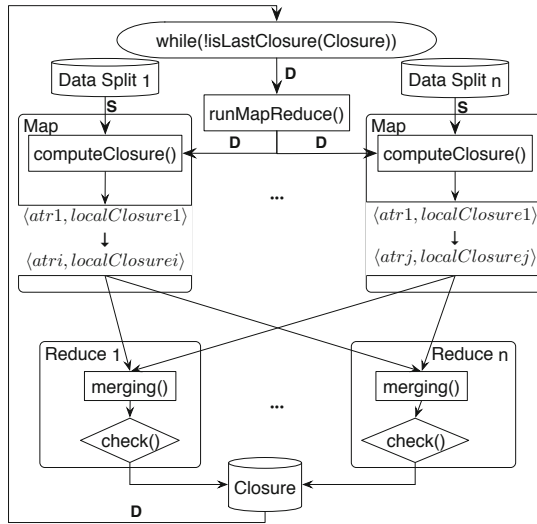 while(!isLastClosure(Closure))
D
Data Split 1
Data Split n
S
runMapReduce()
S
Map
Map
computeClosure()
D
D
computeClosure()
...
⟨atr1, localClosure1⟩
⟨atr1, localClosure1⟩
⟨atri, localClosurei⟩
⟨atrj, localClosurej⟩
Reduce 1
Reduce n
merging()
merging()
...
check()
check()
Closure
D